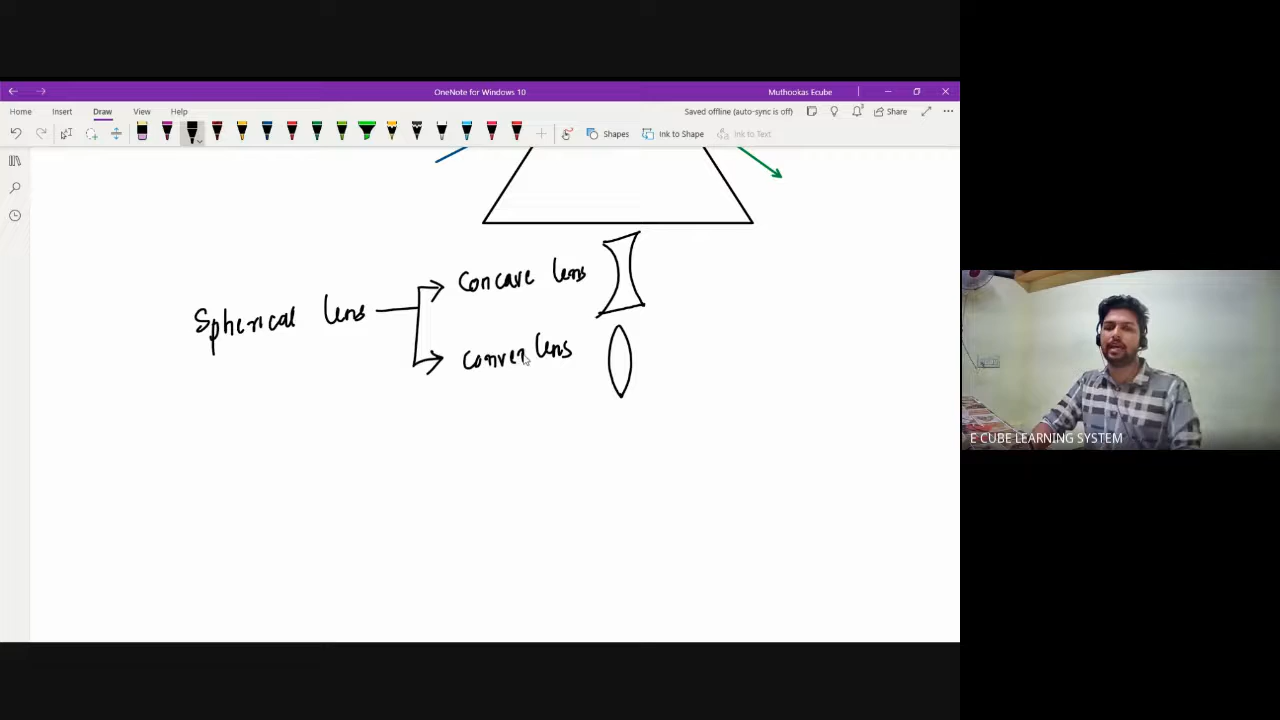 OneNote for Windows 10
Muthookas Ecube
Home Insert Draw View Help
Saved offline (auto-sync is off)
Share
Shapes
Ink to Shape
Ink to Text
Concave lens
Spherical lens
Convex lens
E CUBE LEARNING SYSTEM